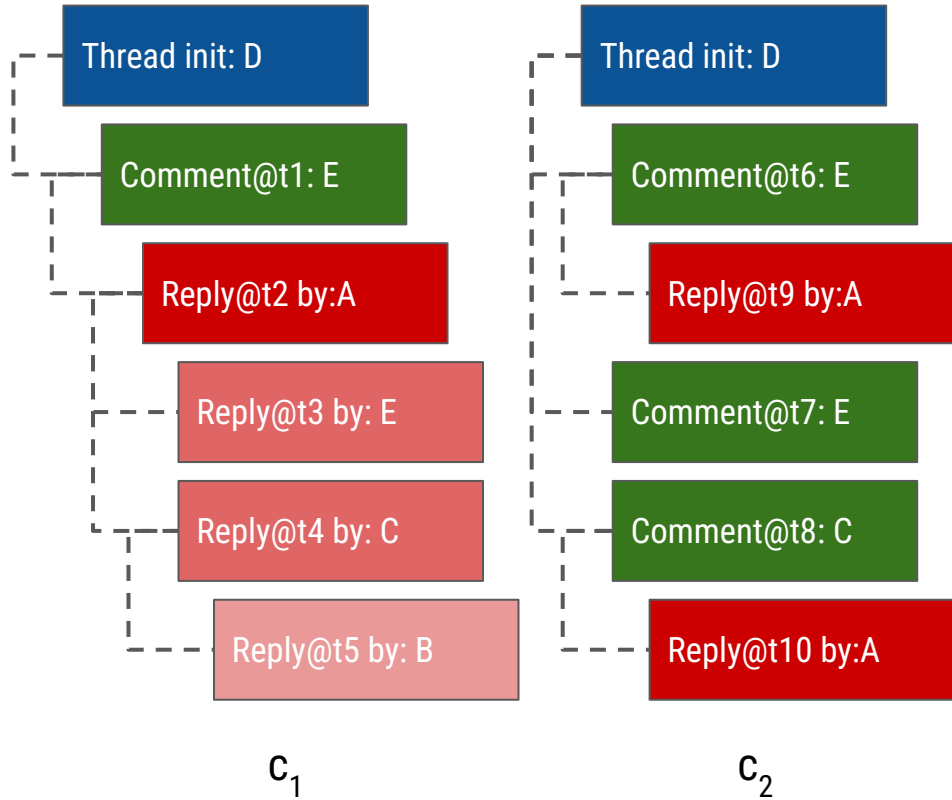 Thread init: D
Comment@t1: E
Reply@t2 by:A
Reply@t3 by: E
Reply@t4 by: C
Reply@t5 by: B
c1
Thread init: D
Comment@t6: E
Reply@t9 by:A
Comment@t7: E
Comment@t8: C
Reply@t10 by:A
c2